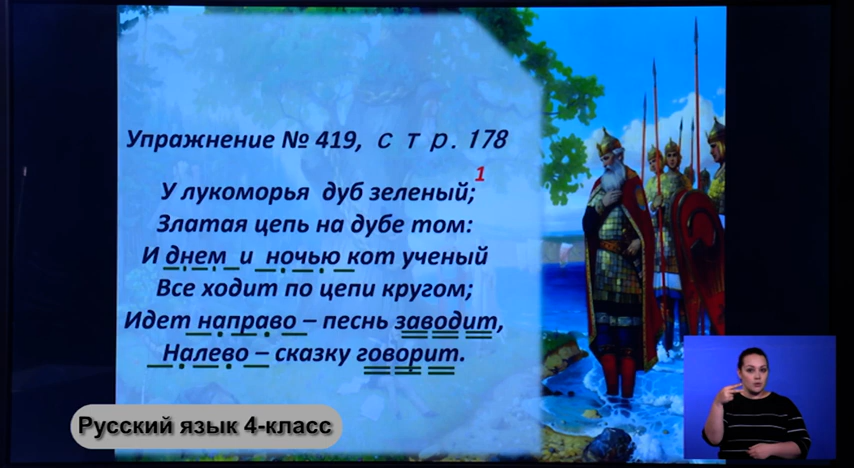 Упражнение № 419, стр. 178
1
У лукоморья дуб зеленый;
Златая цепь на дубе том:
И днем и ночью кот ученый
Все ходит по цепи кругом;
Идет направо – песнь заводит,
Налево – сказку говорит.
Русский язык 4-класс